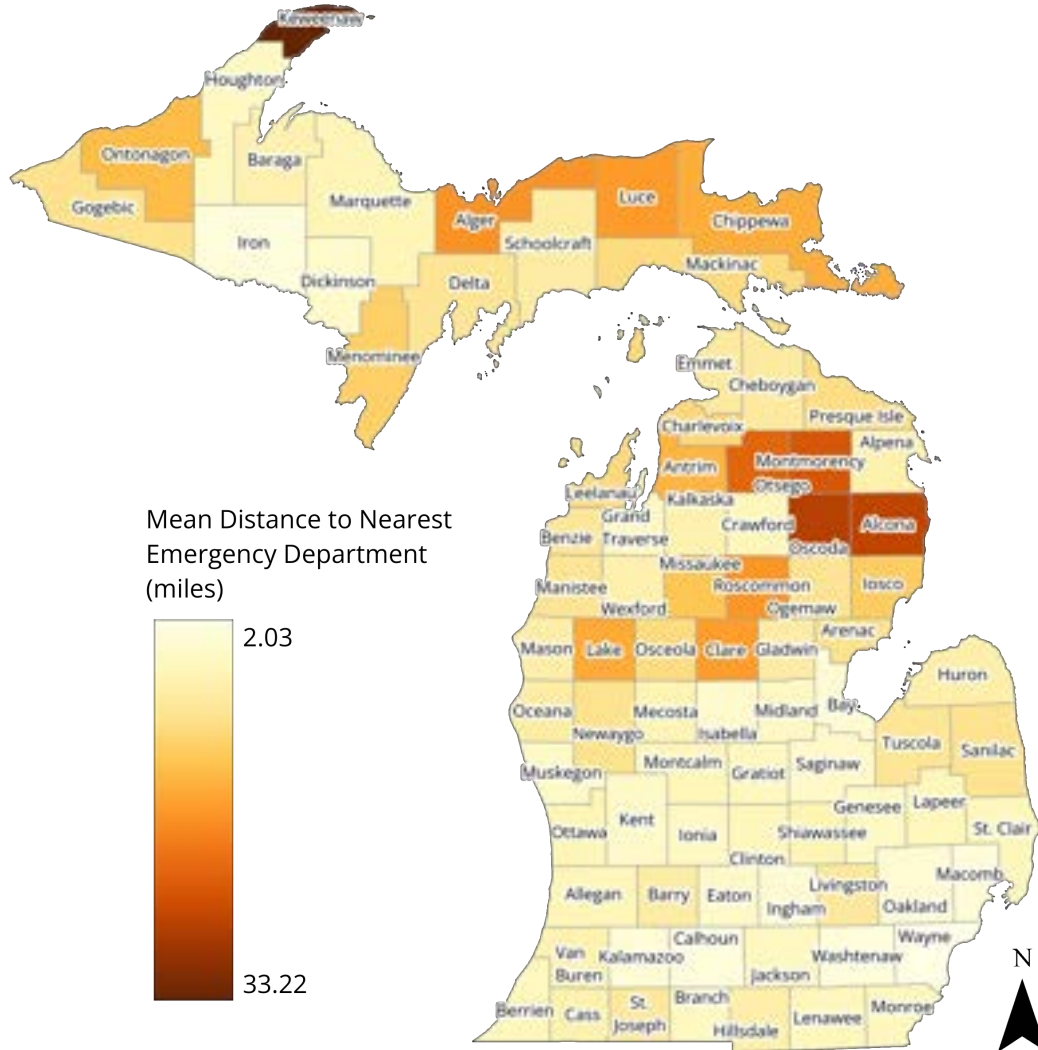 Keweenaw
Houghton
Ontonagon
Baraga
Gogebic
Marquette
Iron
Dickinson
Menominee
Alger
Luce
Schoolcraft
Chippewa
Mackinac
Delta
Emmet
Cheboygan
Presque Isle
Charlevoix
Alpena
Antrim
Montmorency
Otsego
Leelanau
Kalkaska
Grand
Traverse
Crawford
Alcona
Benzie
Oscoda
Missaukee
Manistee
Roscommon
Iosco
Wexford
Ogemaw
Arenac
Mason
Lake
Osceola
Clare
Gladwin
Huron
Oceana
Mecosta
Midland
Bay
Newaygo
Isabella
Tuscola
Sanilac
Muskegon
Montcalm
Gratiot
Saginaw
Genesee
Lapeer
Ottawa
Kent
Ionia
Shiawassee
St. Clair
Clinton
Macomb
Allegan
Barry
Eaton
Livingston
Ingham
Oakland
Van
Buren
Kalamazoo
Calhoun
Jackson
Washtenaw
Wayne
Berrien
Cass
St.
Joseph
Branch
Hillsdale
Lenawee
Monroe
Mean Distance to Nearest
Emergency Department
(miles)
2.03
33.22
N